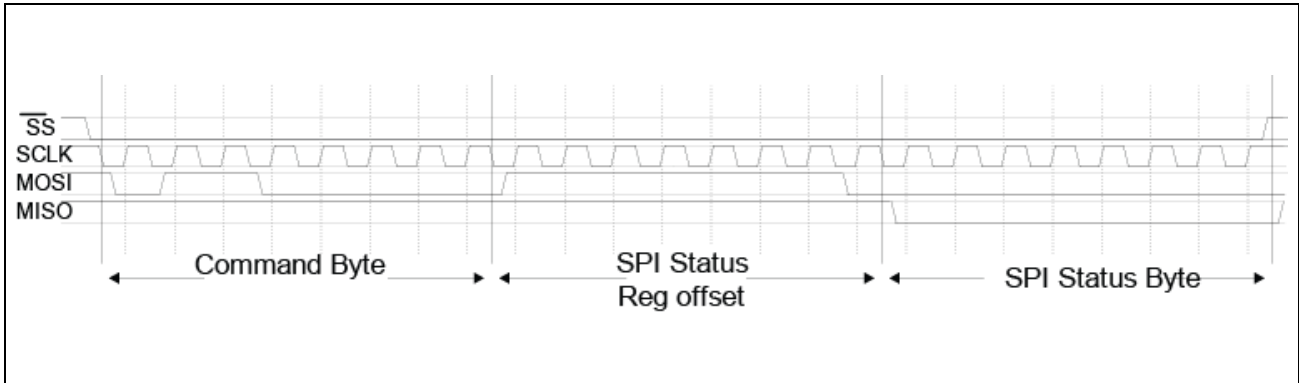 SS
SCLK
MOSI
MISO
Command Byte
SPI Status
Reg offset
SPI Status Byte